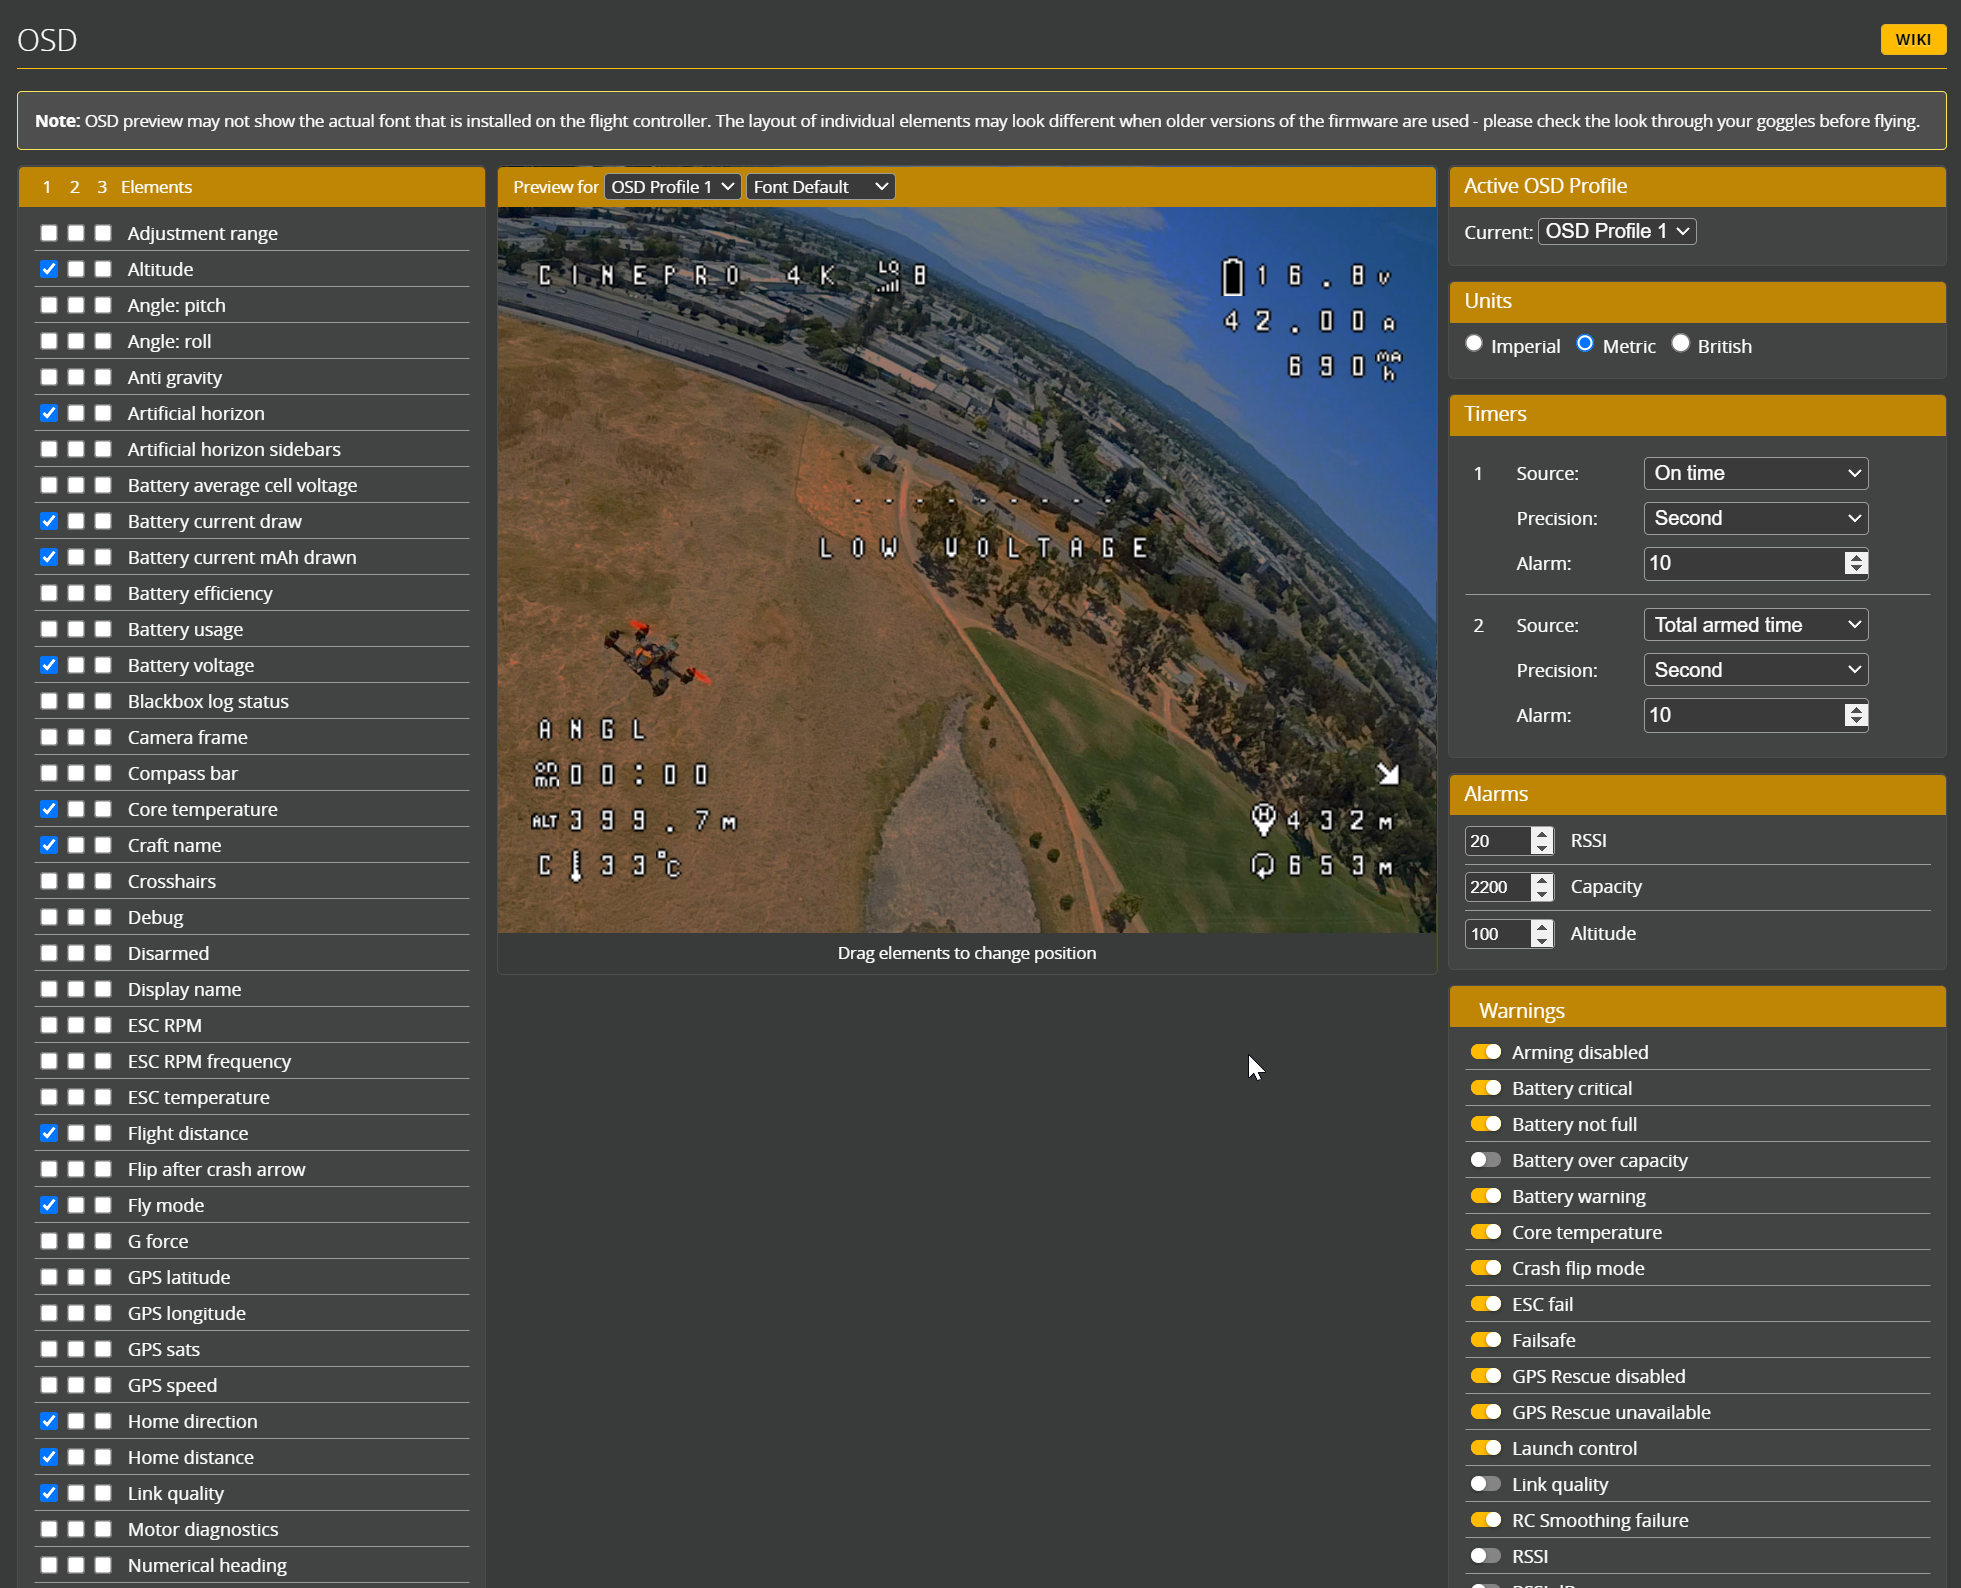 OSD
WIKI
Note: OSD preview may not show the actual font that is installed on the flight controller. The layout of individual elements may look different when older versions of the firmware are used - please check the look through your goggles before flying.
1 2 3 Elements
Adjustment range
Altitude
Angle: pitch
Angle: roll
Anti gravity
Artificial horizon
Artificial horizon sidebars
Battery average cell voltage
Battery current draw
Battery current mAh drawn
Battery efficiency
Battery usage
Battery voltage
Blackbox log status
Camera frame
Compass bar
Core temperature
Craft name
Crosshairs
Debug
Disarmed
Display name
ESC RPM
ESC RPM frequency
ESC temperature
Flight distance
Flip after crash arrow
Fly mode
G force
GPS latitude
GPS longitude
GPS sats
GPS speed
Home direction
Home distance
Link quality
Motor diagnostics
Numerical heading
Preview for OSD Profile 1 Font Default
CINEPRO 4K LQ 8
16.8V
42.00A
690 MAh
LOW VOLTAGE
ANGL
ON MN 00:00
ALT 399.7M
C 33°C
H 432M
653M
Drag elements to change position
Active OSD Profile
Current: OSD Profile 1
Units
Imperial Metric British
Timers
1 Source: On time
Precision: Second
Alarm: 10
2 Source: Total armed time
Precision: Second
Alarm: 10
Alarms
20 RSSI
2200 Capacity
100 Altitude
Warnings
Arming disabled
Battery critical
Battery not full
Battery over capacity
Battery warning
Core temperature
Crash flip mode
ESC fail
Failsafe
GPS Rescue disabled
GPS Rescue unavailable
Launch control
Link quality
RC Smoothing failure
RSSI